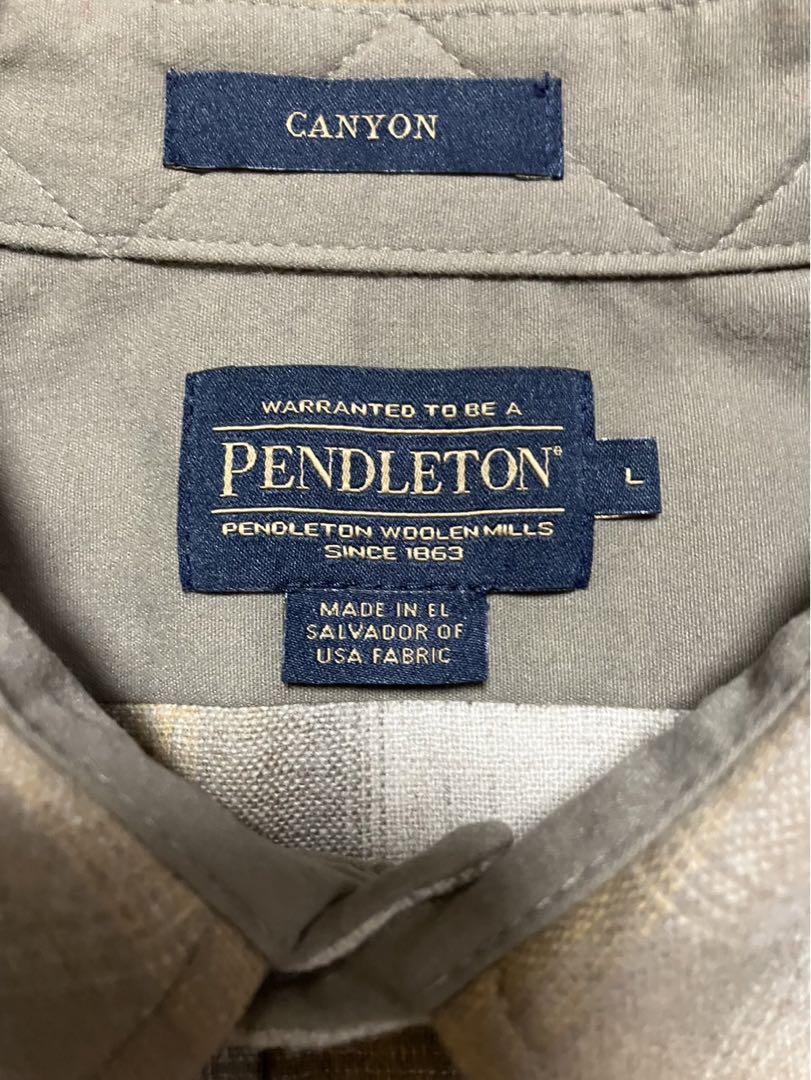 CANYON
WARRANTED TO BE A
PENDLETON®
L
PENDLETON WOOLEN MILLS
SINCE 1863
MADE IN EL
SALVADOR OF
USA FABRIC